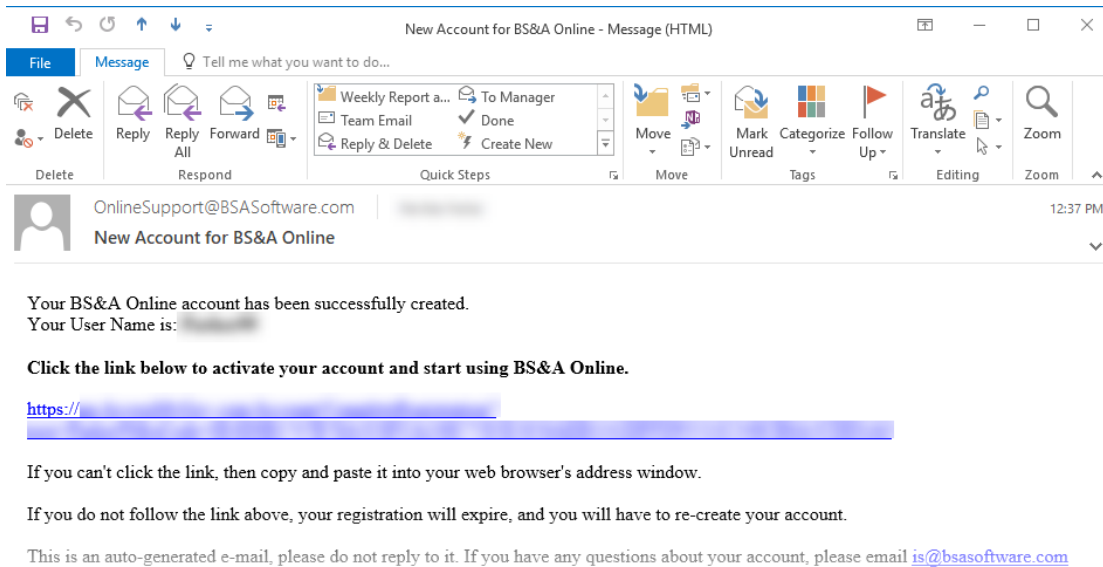 New Account for BS&A Online - Message (HTML)
File Message Tell me what you want to do...
Delete
Reply
Reply All
Forward
Weekly Report a...
To Manager
Team Email
Done
Reply & Delete
Create New
Move
Mark Unread
Categorize
Follow Up
Translate
Zoom
Delete Respond Quick Steps Move Tags Editing Zoom
OnlineSupport@BSASoftware.com
12:37 PM
New Account for BS&A Online
Your BS&A Online account has been successfully created.
Your User Name is:
Click the link below to activate your account and start using BS&A Online.
https://
If you can't click the link, then copy and paste it into your web browser's address window.
If you do not follow the link above, your registration will expire, and you will have to re-create your account.
This is an auto-generated e-mail, please do not reply to it. If you have any questions about your account, please email is@bsasoftware.com